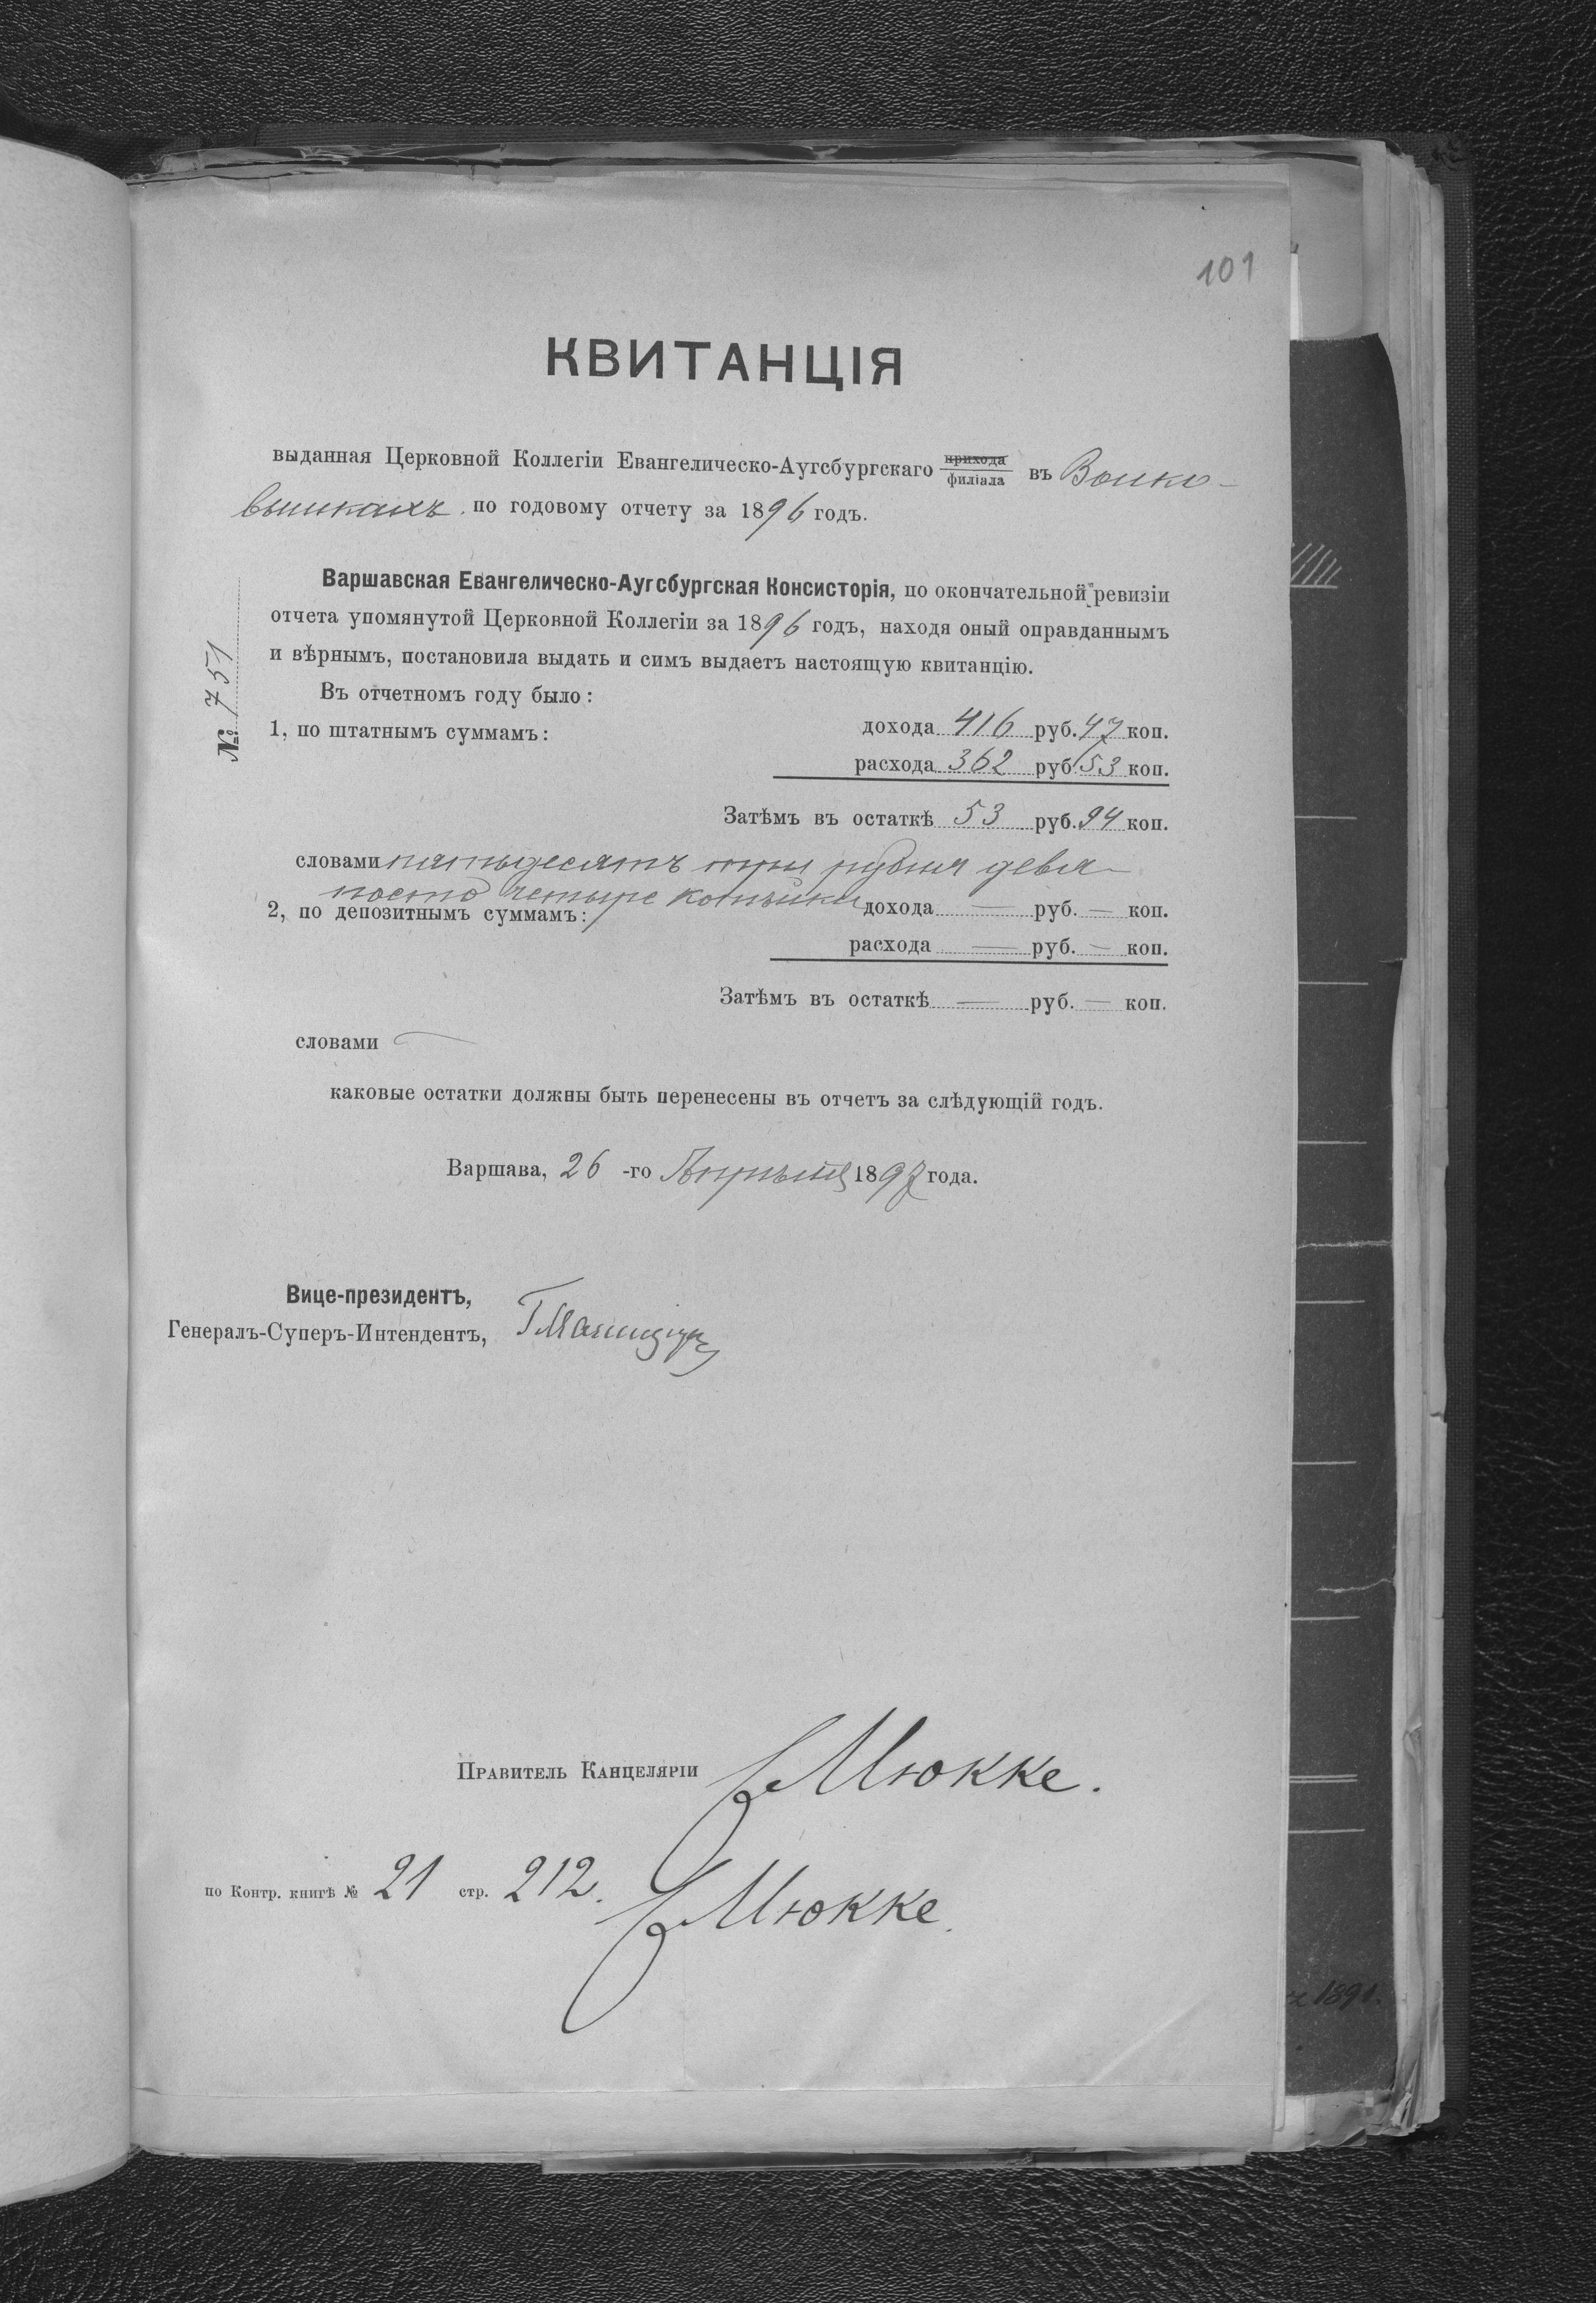 101
КВИТАНЦІЯ
выданная Церковной Коллегіи Евангелическо-Аугсбургскаго прихода филіала въ Волко-
вышкахъ по годовому отчету за 1896 годъ.
№ 751
Варшавская Евангелическо-Аугсбургская Консисторія, по окончательной ревизіи
отчета упомянутой Церковной Коллегіи за 1896 годъ, находя оный оправданнымъ
и вѣрнымъ, постановила выдать и симъ выдаетъ настоящую квитанцію.
Въ отчетномъ году было:
1, по штатнымъ суммамъ: дохода 416 руб. 47 коп.
расхода 362 руб. 53 коп.
Затѣмъ въ остаткѣ 53 руб. 94 коп.
словами пятьдесятъ три рубля девя-
носто четыре копѣйки
2, по депозитнымъ суммамъ: дохода — руб. — коп.
расхода — руб. — коп.
Затѣмъ въ остаткѣ — руб. — коп.
словами —
каковые остатки должны быть перенесены въ отчетъ за слѣдующій годъ.
Варшава, 26-го Апрѣля 1897 года.
Вице-президентъ,
Генералъ-Суперъ-Интендентъ,
Правитель Канцеляріи Мюкке.
по Контр. книгѣ № 21 стр. 212. Мюкке.
1891.